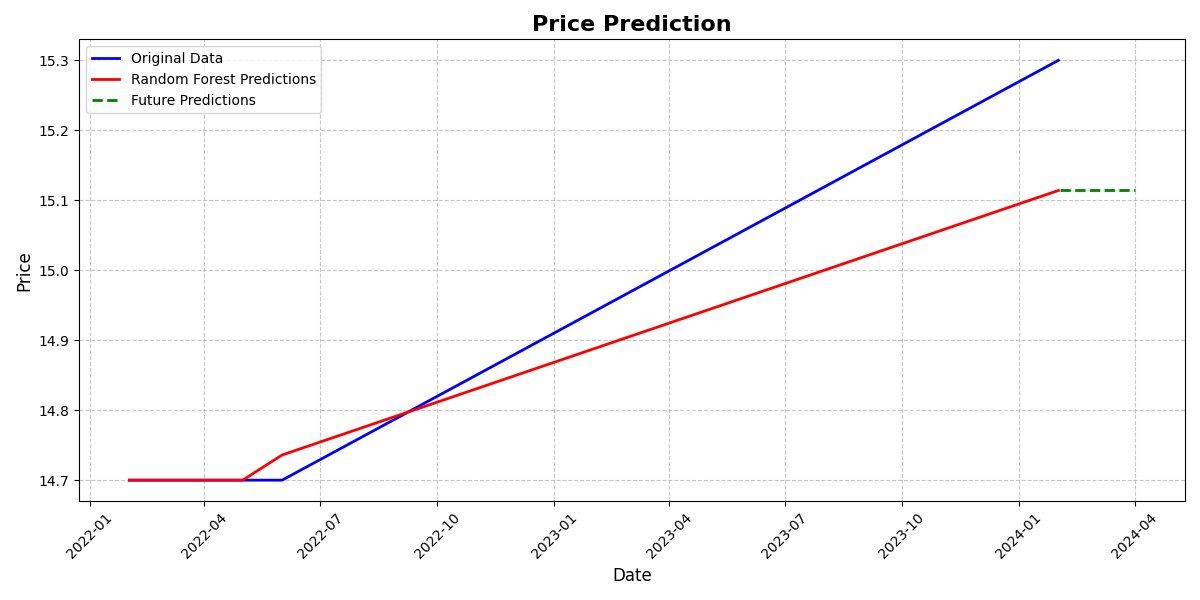 Price Prediction
Original Data
Random Forest Predictions
Future Predictions
15.3
15.2
15.1
15.0
14.9
14.8
14.7
Price
2022-01
2022-04
2022-07
2022-10
2023-01
2023-04
2023-07
2023-10
2024-01
2024-04
Date